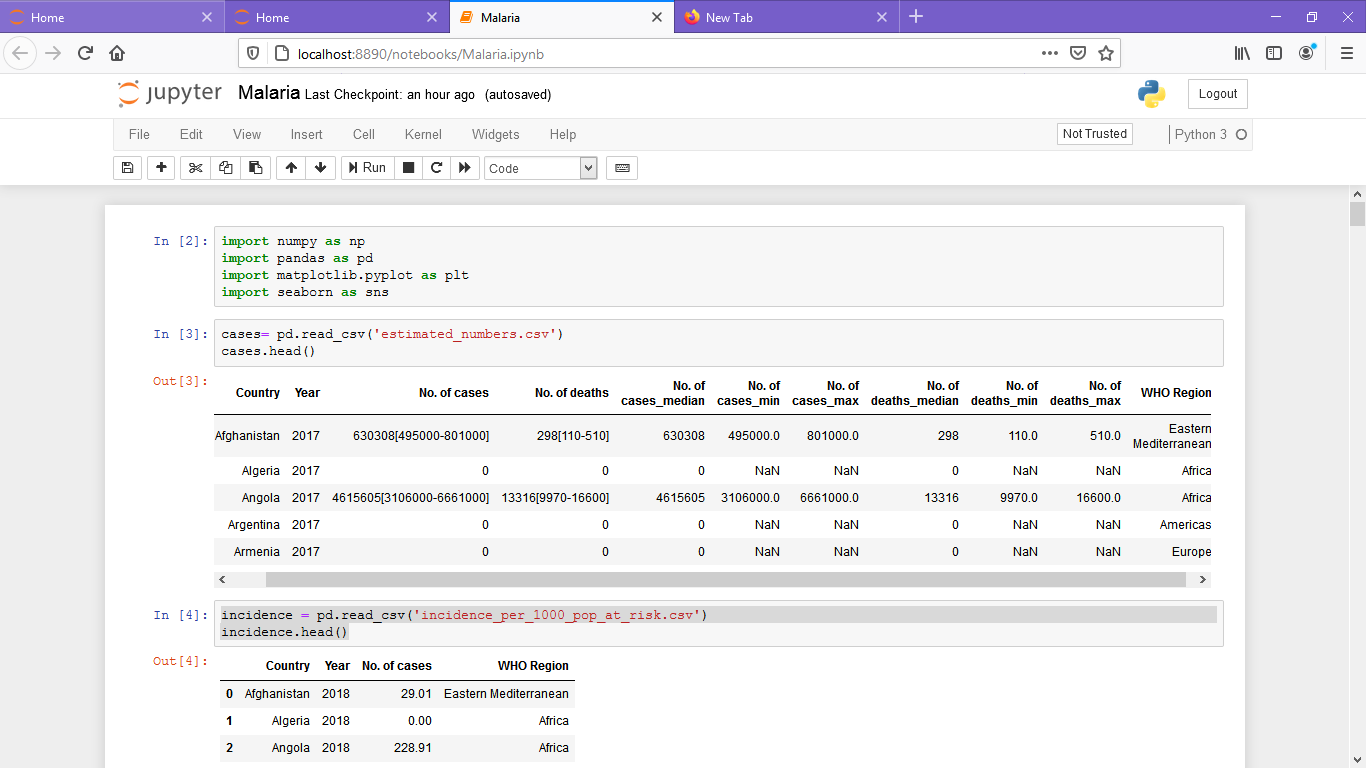 Home
Home
Malaria
New Tab
localhost:8890/notebooks/Malaria.ipynb
jupyter Malaria Last Checkpoint: an hour ago (autosaved)
Logout
File Edit View Insert Cell Kernel Widgets Help
Not Trusted
Python 3
Run
Code
In [2]:
import numpy as np
import pandas as pd
import matplotlib.pyplot as plt
import seaborn as sns
In [3]:
cases= pd.read_csv('estimated_numbers.csv')
cases.head()
Out[3]:
Country Year No. of cases No. of deaths No. of cases_median No. of cases_min No. of cases_max No. of deaths_median No. of deaths_min No. of deaths_max WHO Region
Afghanistan 2017 630308[495000-801000] 298[110-510] 630308 495000.0 801000.0 298 110.0 510.0 Eastern Mediterranean
Algeria 2017 0 0 0 NaN NaN 0 NaN NaN Africa
Angola 2017 4615605[3106000-6661000] 13316[9970-16600] 4615605 3106000.0 6661000.0 13316 9970.0 16600.0 Africa
Argentina 2017 0 0 0 NaN NaN 0 NaN NaN Americas
Armenia 2017 0 0 0 NaN NaN 0 NaN NaN Europe
In [4]:
incidence = pd.read_csv('incidence_per_1000_pop_at_risk.csv')
incidence.head()
Out[4]:
Country Year No. of cases WHO Region
0 Afghanistan 2018 29.01 Eastern Mediterranean
1 Algeria 2018 0.00 Africa
2 Angola 2018 228.91 Africa